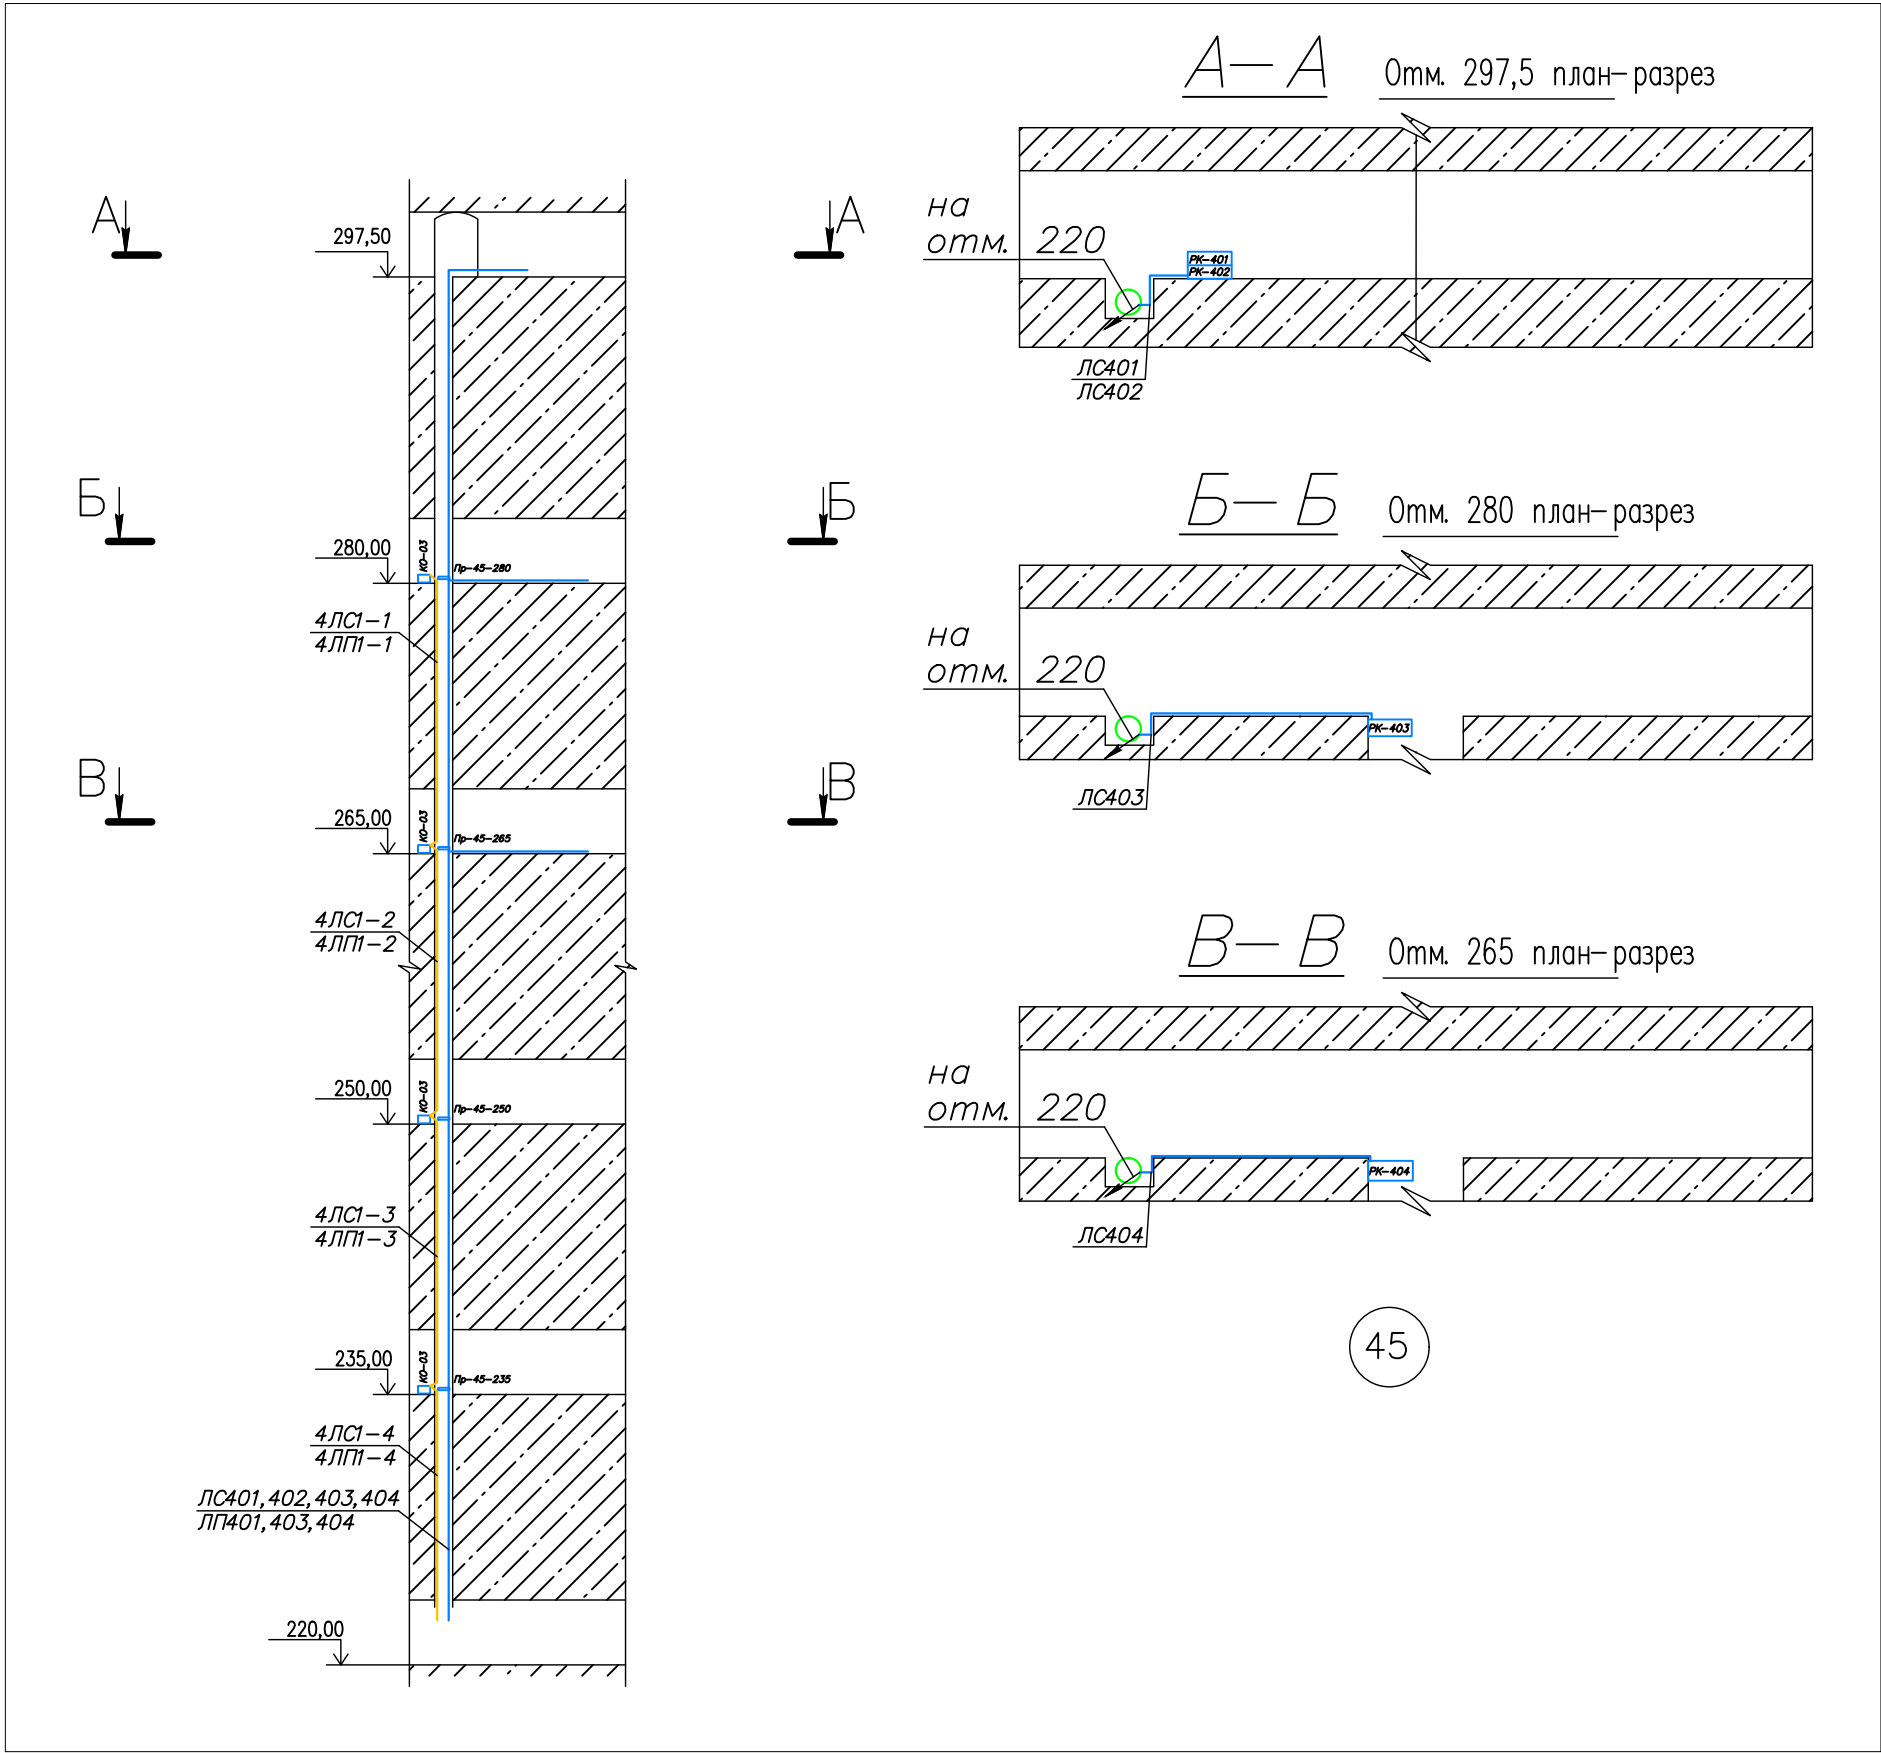 А
А
297,50
Б
Б
280,00
КО-03
Пр-45-280
4ЛС1-1
4ЛП1-1
В
В
265,00
КО-03
Пр-45-265
4ЛС1-2
4ЛП1-2
250,00
КО-03
Пр-45-250
4ЛС1-3
4ЛП1-3
235,00
КО-03
Пр-45-235
4ЛС1-4
4ЛП1-4
ЛС401,402,403,404
ЛП401,403,404
220,00
А-А Отм. 297,5 план-разрез
на
отм. 220
РК-401
РК-402
ЛС401
ЛС402
Б-Б Отм. 280 план-разрез
на
отм. 220
РК-403
ЛС403
В-В Отм. 265 план-разрез
на
отм. 220
РК-404
ЛС404
45